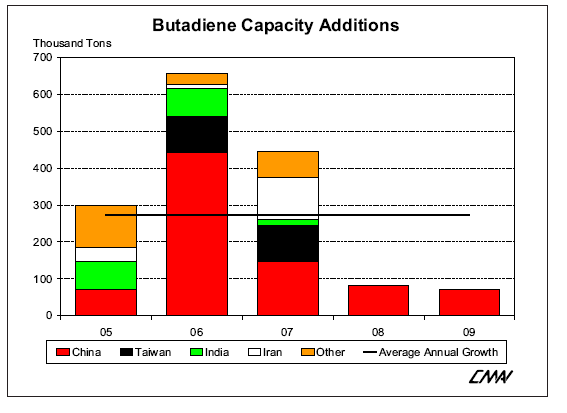 Butadiene Capacity Additions
Thousand Tons
700
600
500
400
300
200
100
0
05 06 07 08 09
China Taiwan India Iran Other Average Annual Growth
CMAI